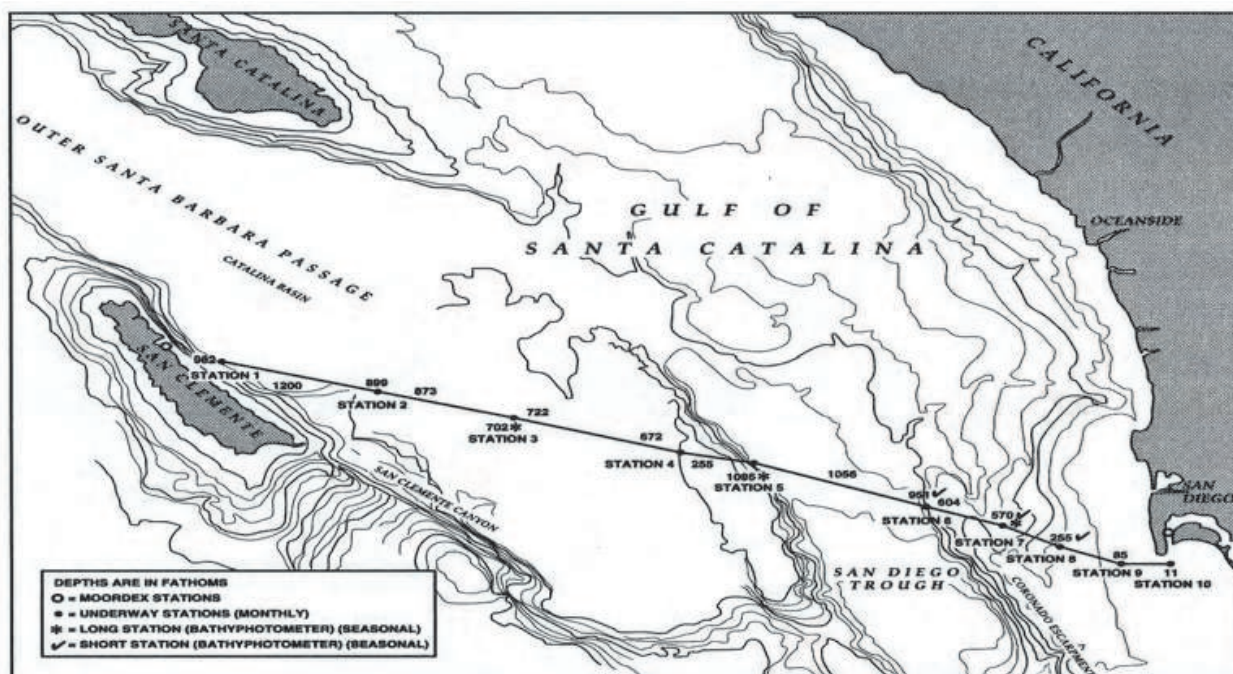 SANTA CATALINA
CALIFORNIA
OUTER SANTA BARBARA PASSAGE
CATALINA BASIN
GULF OF
SANTA CATALINA
OCEANSIDE
SAN CLEMENTE
982
STATION 1
1200
899
STATION 2
873
722
702 *
STATION 3
672
STATION 4
255
1085 *
STATION 5
1056
951 ✓
604
STATION 6
570 ✓
*
STATION 7
255 ✓
STATION 8
85
STATION 9
11
STATION 10
SAN
DIEGO
SAN CLEMENTE CANYON
SAN DIEGO
TROUGH
CORONADO ESCARPMENT
DEPTHS ARE IN FATHOMS
O = MOORDEX STATIONS
• = UNDERWAY STATIONS (MONTHLY)
* = LONG STATION (BATHYPHOTOMETER) (SEASONAL)
✓ = SHORT STATION (BATHYPHOTOMETER) (SEASONAL)